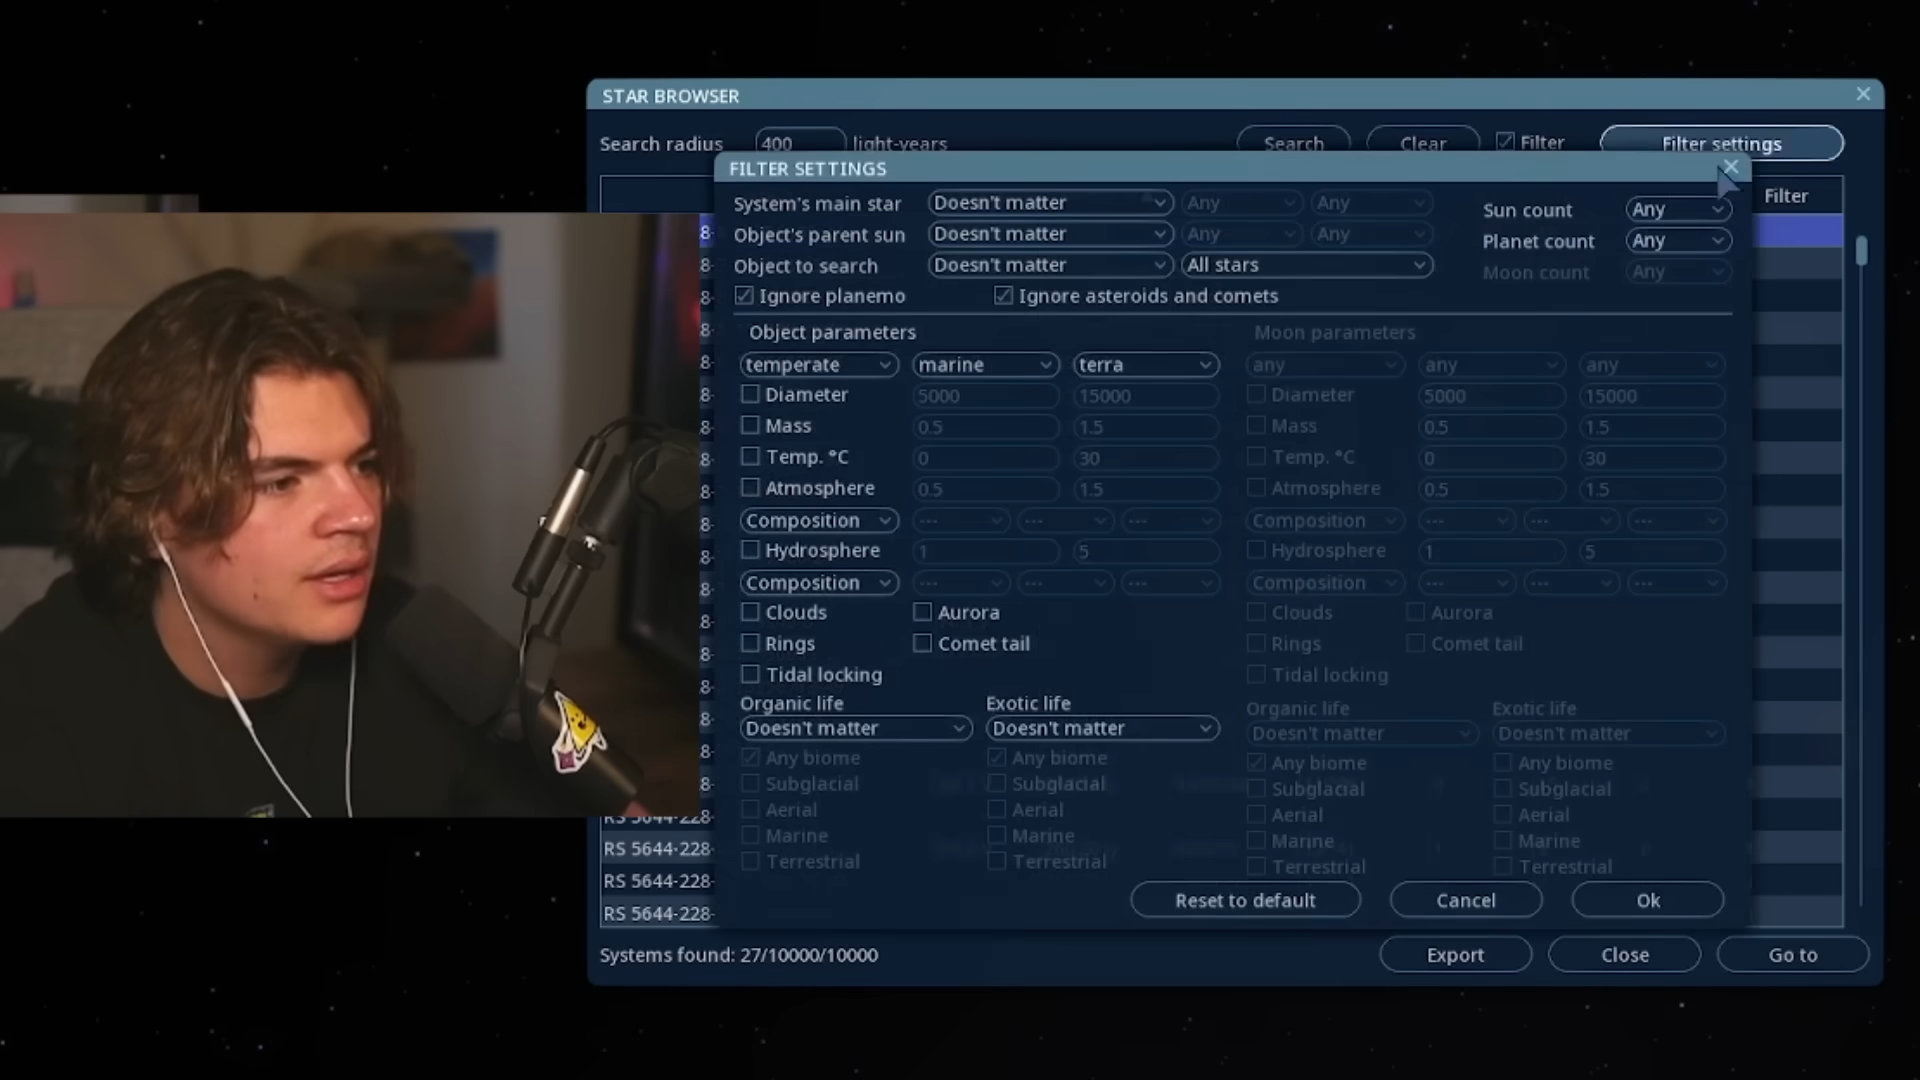 STAR BROWSER
Search radius 400 light-years Search Clear Filter Filter settings
FILTER SETTINGS
Filter
System's main star Doesn't matter Any Any Sun count Any
Object's parent sun Doesn't matter Any Any Planet count Any
Object to search Doesn't matter All stars Moon count Any
Ignore planemo Ignore asteroids and comets
Object parameters Moon parameters
temperate marine terra any any any
Diameter 5000 15000 Diameter 5000 15000
Mass 0.5 1.5 Mass 0.5 1.5
Temp. °C 0 30 Temp. °C 0 30
Atmosphere 0.5 1.5 Atmosphere 0.5 1.5
Composition --- --- --- Composition --- --- ---
Hydrosphere 1 5 Hydrosphere 1 5
Composition --- --- --- Composition --- --- ---
Clouds Aurora Clouds Aurora
Rings Comet tail Rings Comet tail
Tidal locking Tidal locking
Organic life Exotic life Organic life Exotic life
Doesn't matter Doesn't matter Doesn't matter Doesn't matter
Any biome Any biome Any biome Any biome
Subglacial Subglacial Subglacial Subglacial
Aerial Aerial Aerial Aerial
Marine Marine Marine Marine
Terrestrial Terrestrial Terrestrial Terrestrial
RS 5644-228-
RS 5644-228-
RS 5644-228-
Reset to default Cancel Ok
Systems found: 27/10000/10000 Export Close Go to